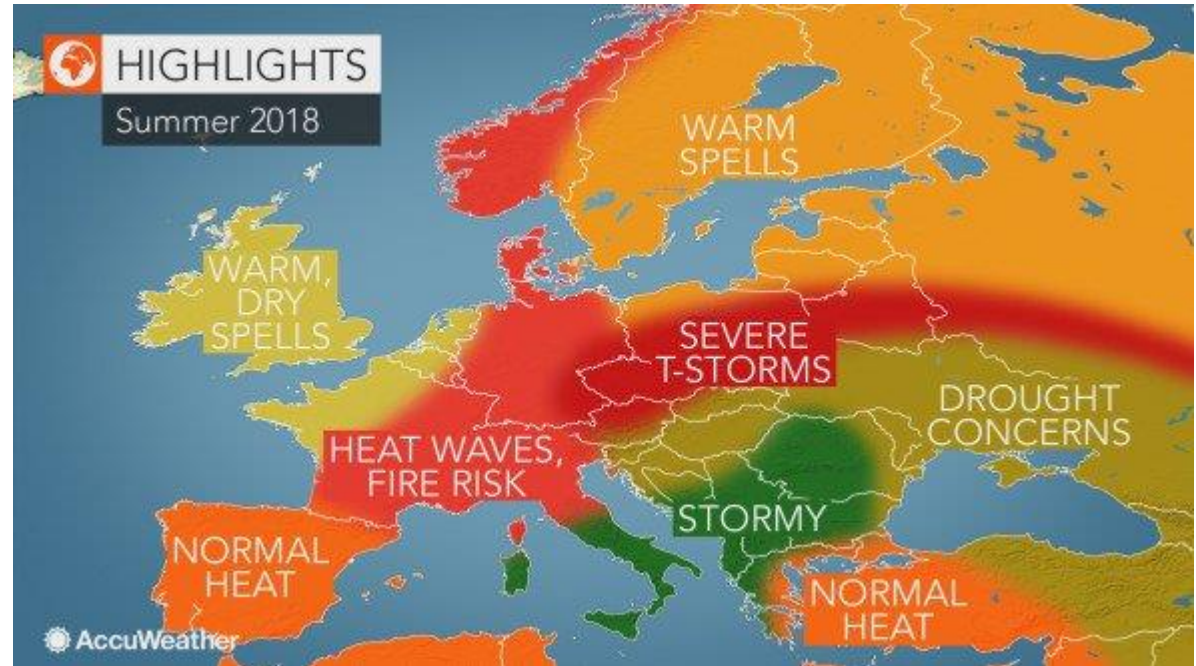 HIGHLIGHTS
Summer 2018
WARM
SPELLS
WARM,
DRY
SPELLS
SEVERE
T-STORMS
DROUGHT
CONCERNS
HEAT WAVES,
FIRE RISK
STORMY
NORMAL
HEAT
NORMAL
HEAT
AccuWeather